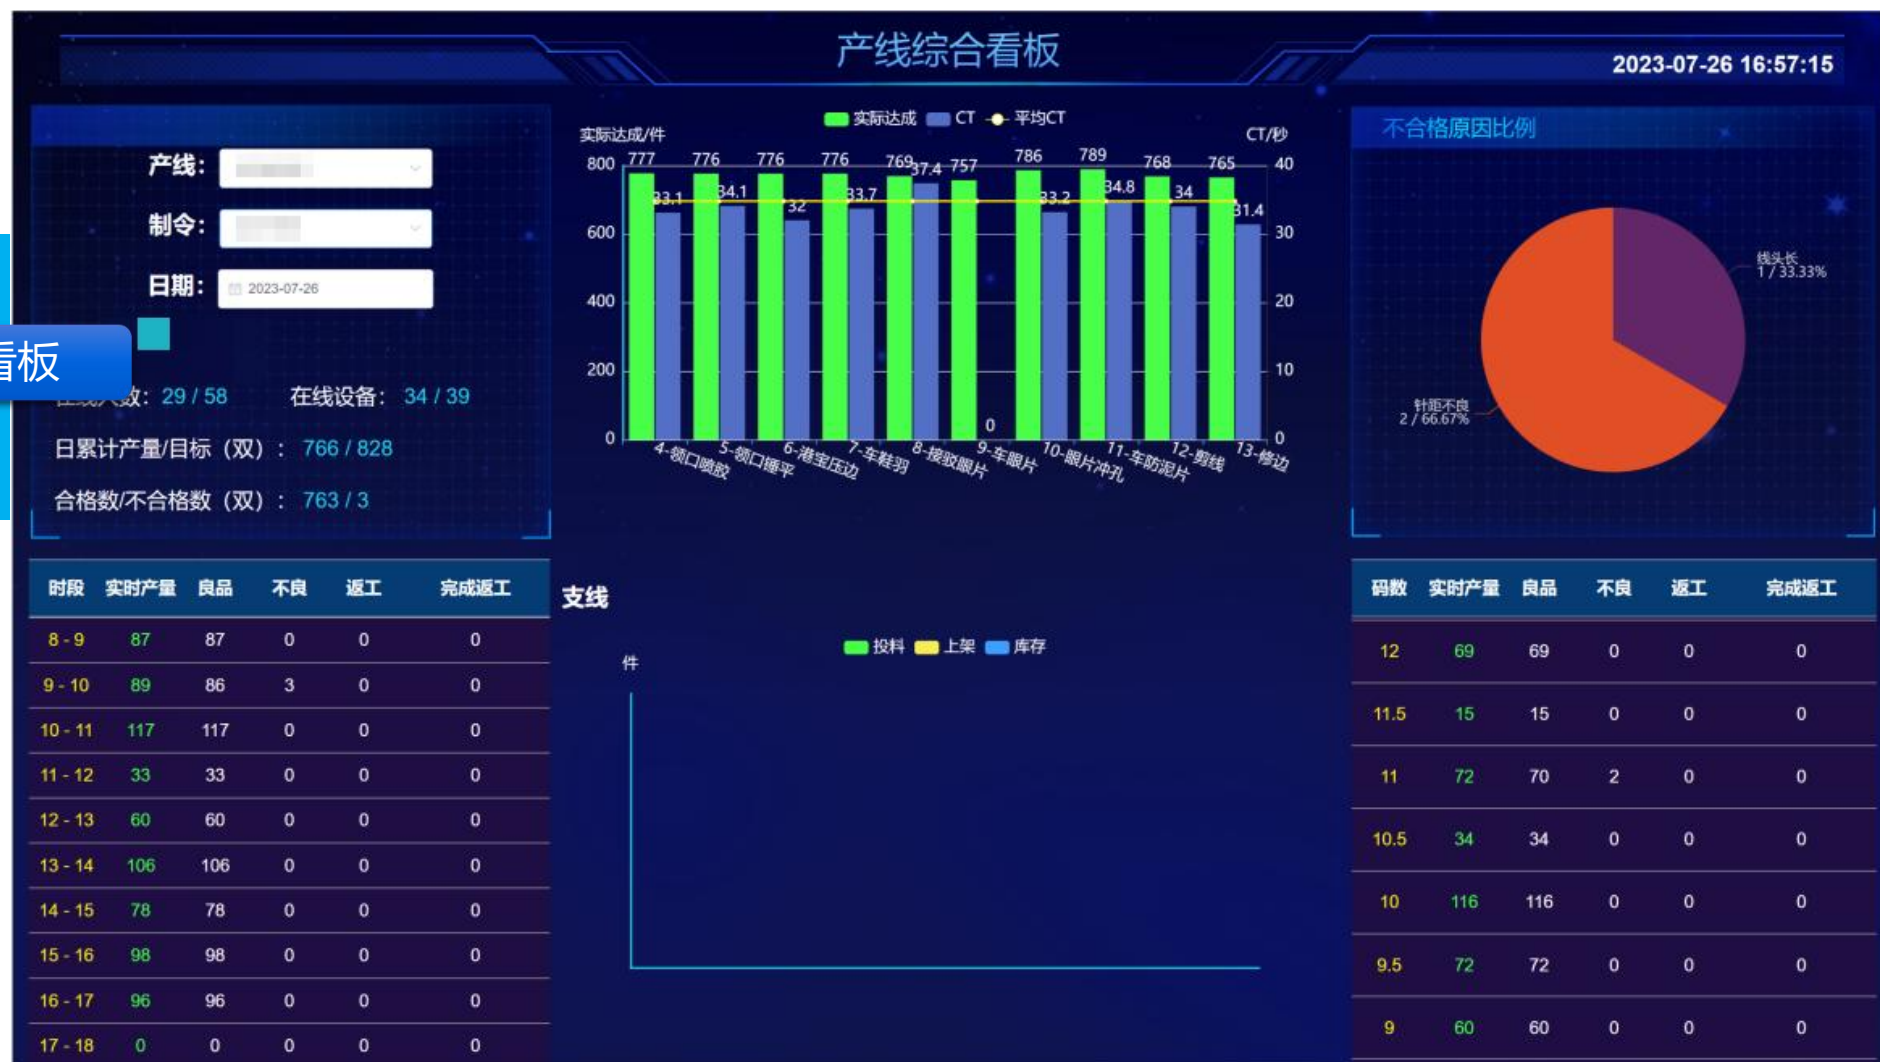 产线综合看板
2023-07-26 16:57:15
产线：
制令：
日期： 2023-07-26
看板
数：29 / 58 在线设备： 34 / 39
日累计产量/目标（双）： 766 / 828
合格数/不合格数（双）： 763 / 3
实际达成 CT 平均CT
实际达成/件 CT/秒
777 776 776 776 769 37.4 757 786 789 768 765
33.1 34.1 32 33.7 33.2 34.8 34 31.4
0
800 40
600 30
400 20
200 10
0 0
4-领口喷胶 5-领口捶平 6-港宝压边 7-车鞋羽 8-接驳眼片 9-车眼片 10-眼片冲孔 11-车防泥片 12-剪线 13-修边
不合格原因比例
线头长
1 / 33.33%
针距不良
2 / 66.67%
时段 实时产量 良品 不良 返工 完成返工
8 - 9 87 87 0 0 0
9 - 10 89 86 3 0 0
10 - 11 117 117 0 0 0
11 - 12 33 33 0 0 0
12 - 13 60 60 0 0 0
13 - 14 106 106 0 0 0
14 - 15 78 78 0 0 0
15 - 16 98 98 0 0 0
16 - 17 96 96 0 0 0
17 - 18 0 0 0 0 0
支线
投料 上架 库存
件
码数 实时产量 良品 不良 返工 完成返工
12 69 69 0 0 0
11.5 15 15 0 0 0
11 72 70 2 0 0
10.5 34 34 0 0 0
10 116 116 0 0 0
9.5 72 72 0 0 0
9 60 60 0 0 0